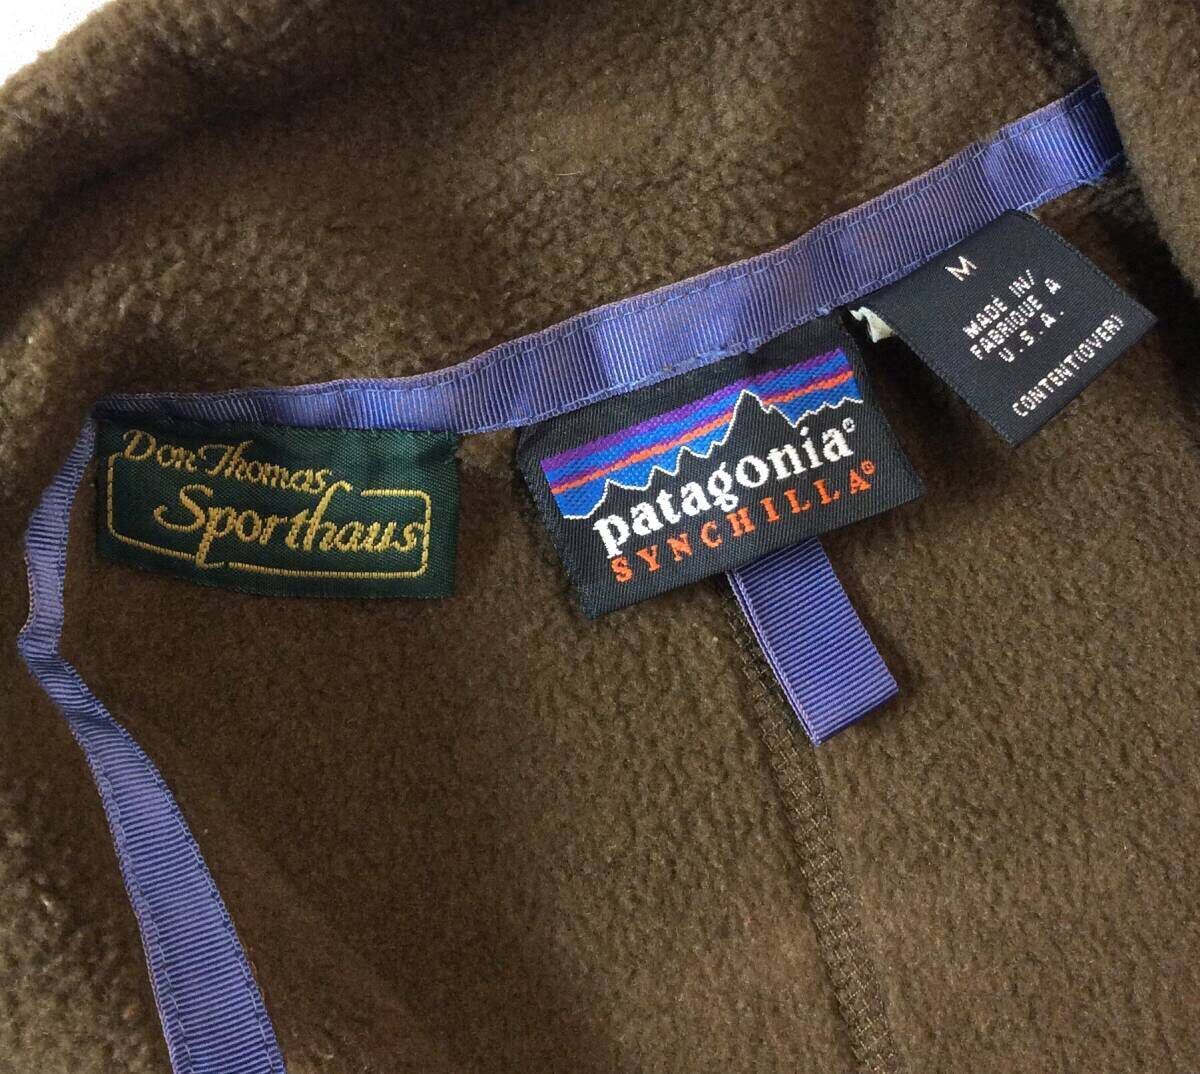 Don Thomas
Sporthaus
patagonia®
SYNCHILLA®
M
MADE IN/
FABRIQUE A
U.S.A.
CONTENT(OVER)